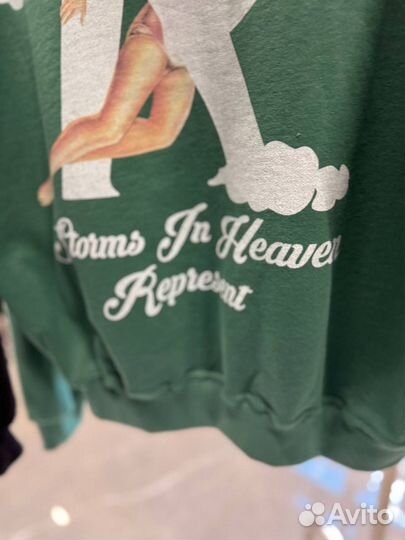 Storms In Heaven
Represent
Avito